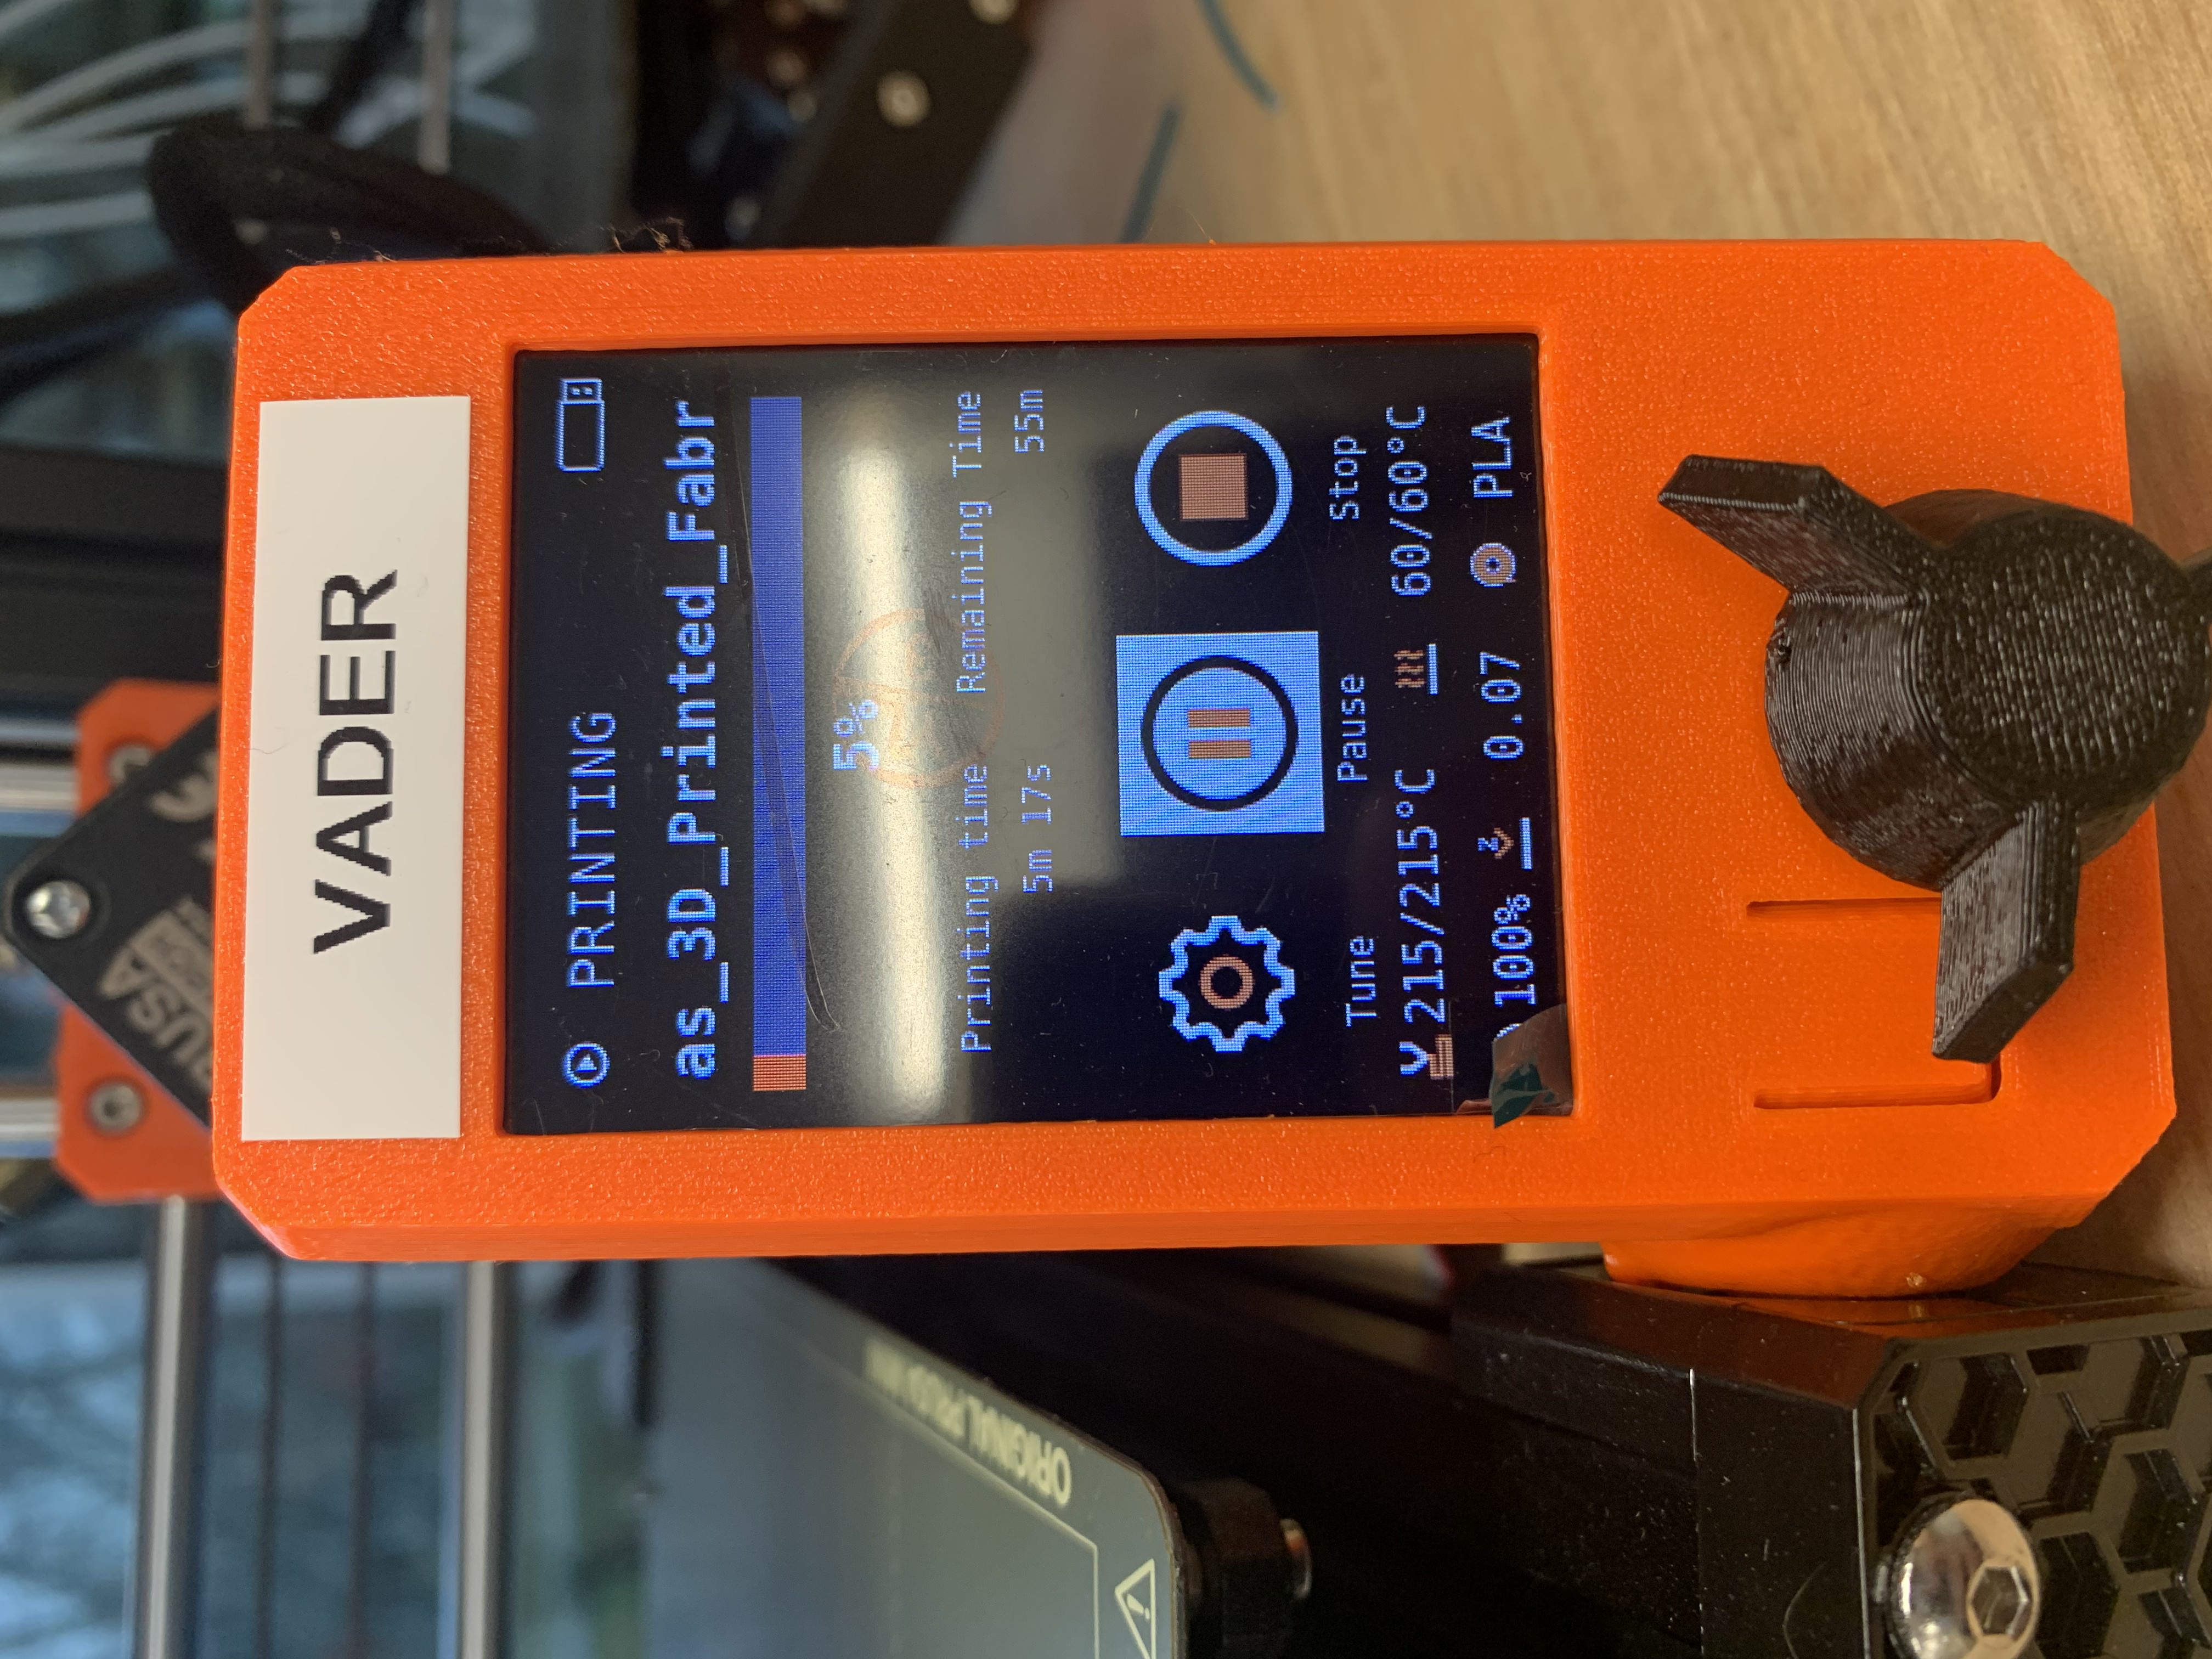 VADER
PRINTING
as_3D_Printed_Fabr
5%
Printing time Remaining Time
5m 17s 55m
Tune Pause Stop
215/215°C 60/60°C
100% Z 0.07 PLA
ORIGINAL